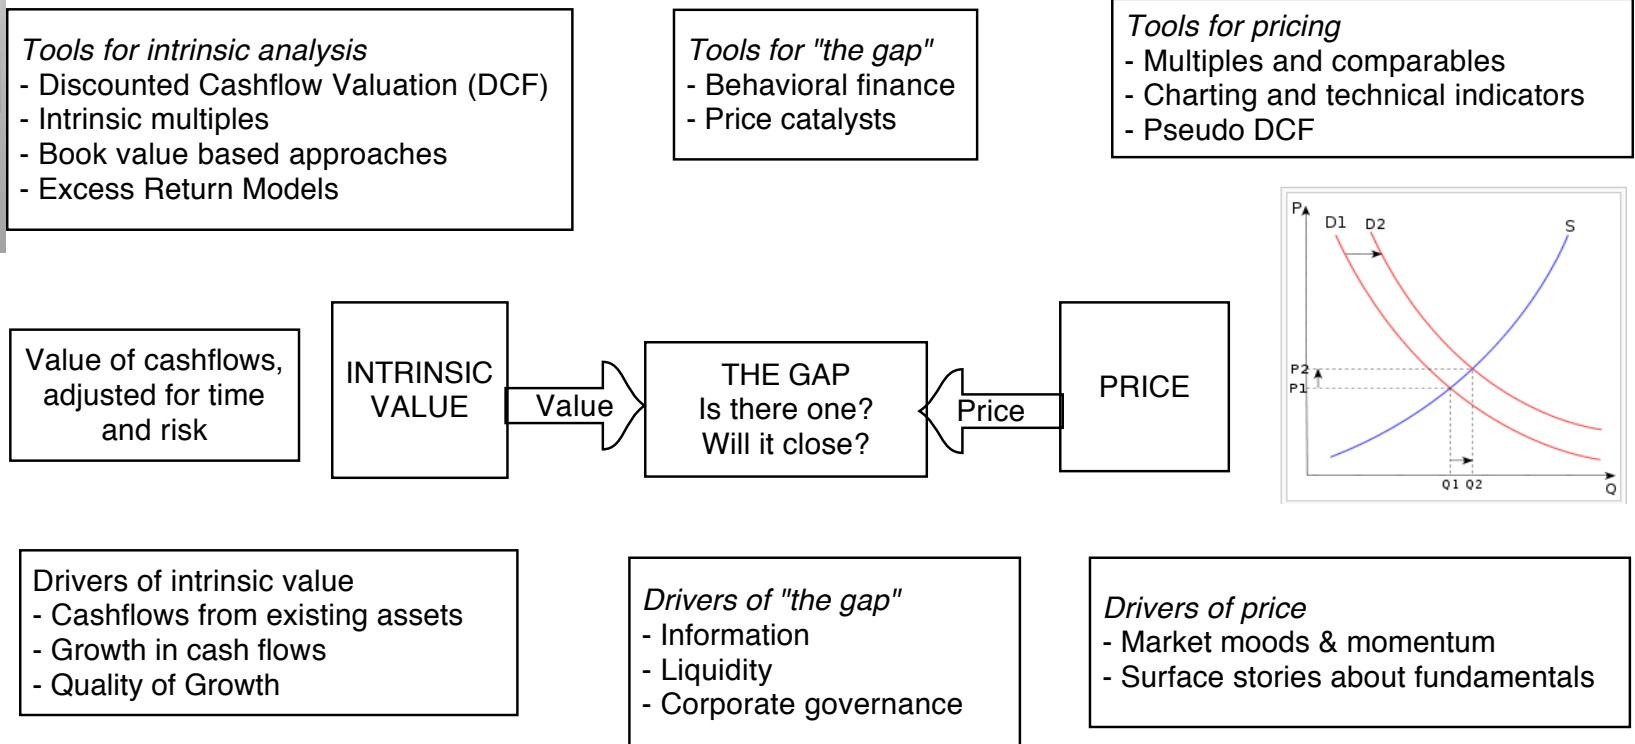 Tools for intrinsic analysis
- Discounted Cashflow Valuation (DCF)
- Intrinsic multiples
- Book value based approaches
- Excess Return Models
Tools for "the gap"
- Behavioral finance
- Price catalysts
Tools for pricing
- Multiples and comparables
- Charting and technical indicators
- Pseudo DCF
Value of cashflows,
adjusted for time
and risk
INTRINSIC
VALUE
Value
THE GAP
Is there one?
Will it close?
Price
PRICE
P
D1 D2
S
P2
P1
Q1 Q2
Q
Drivers of intrinsic value
- Cashflows from existing assets
- Growth in cash flows
- Quality of Growth
Drivers of "the gap"
- Information
- Liquidity
- Corporate governance
Drivers of price
- Market moods & momentum
- Surface stories about fundamentals